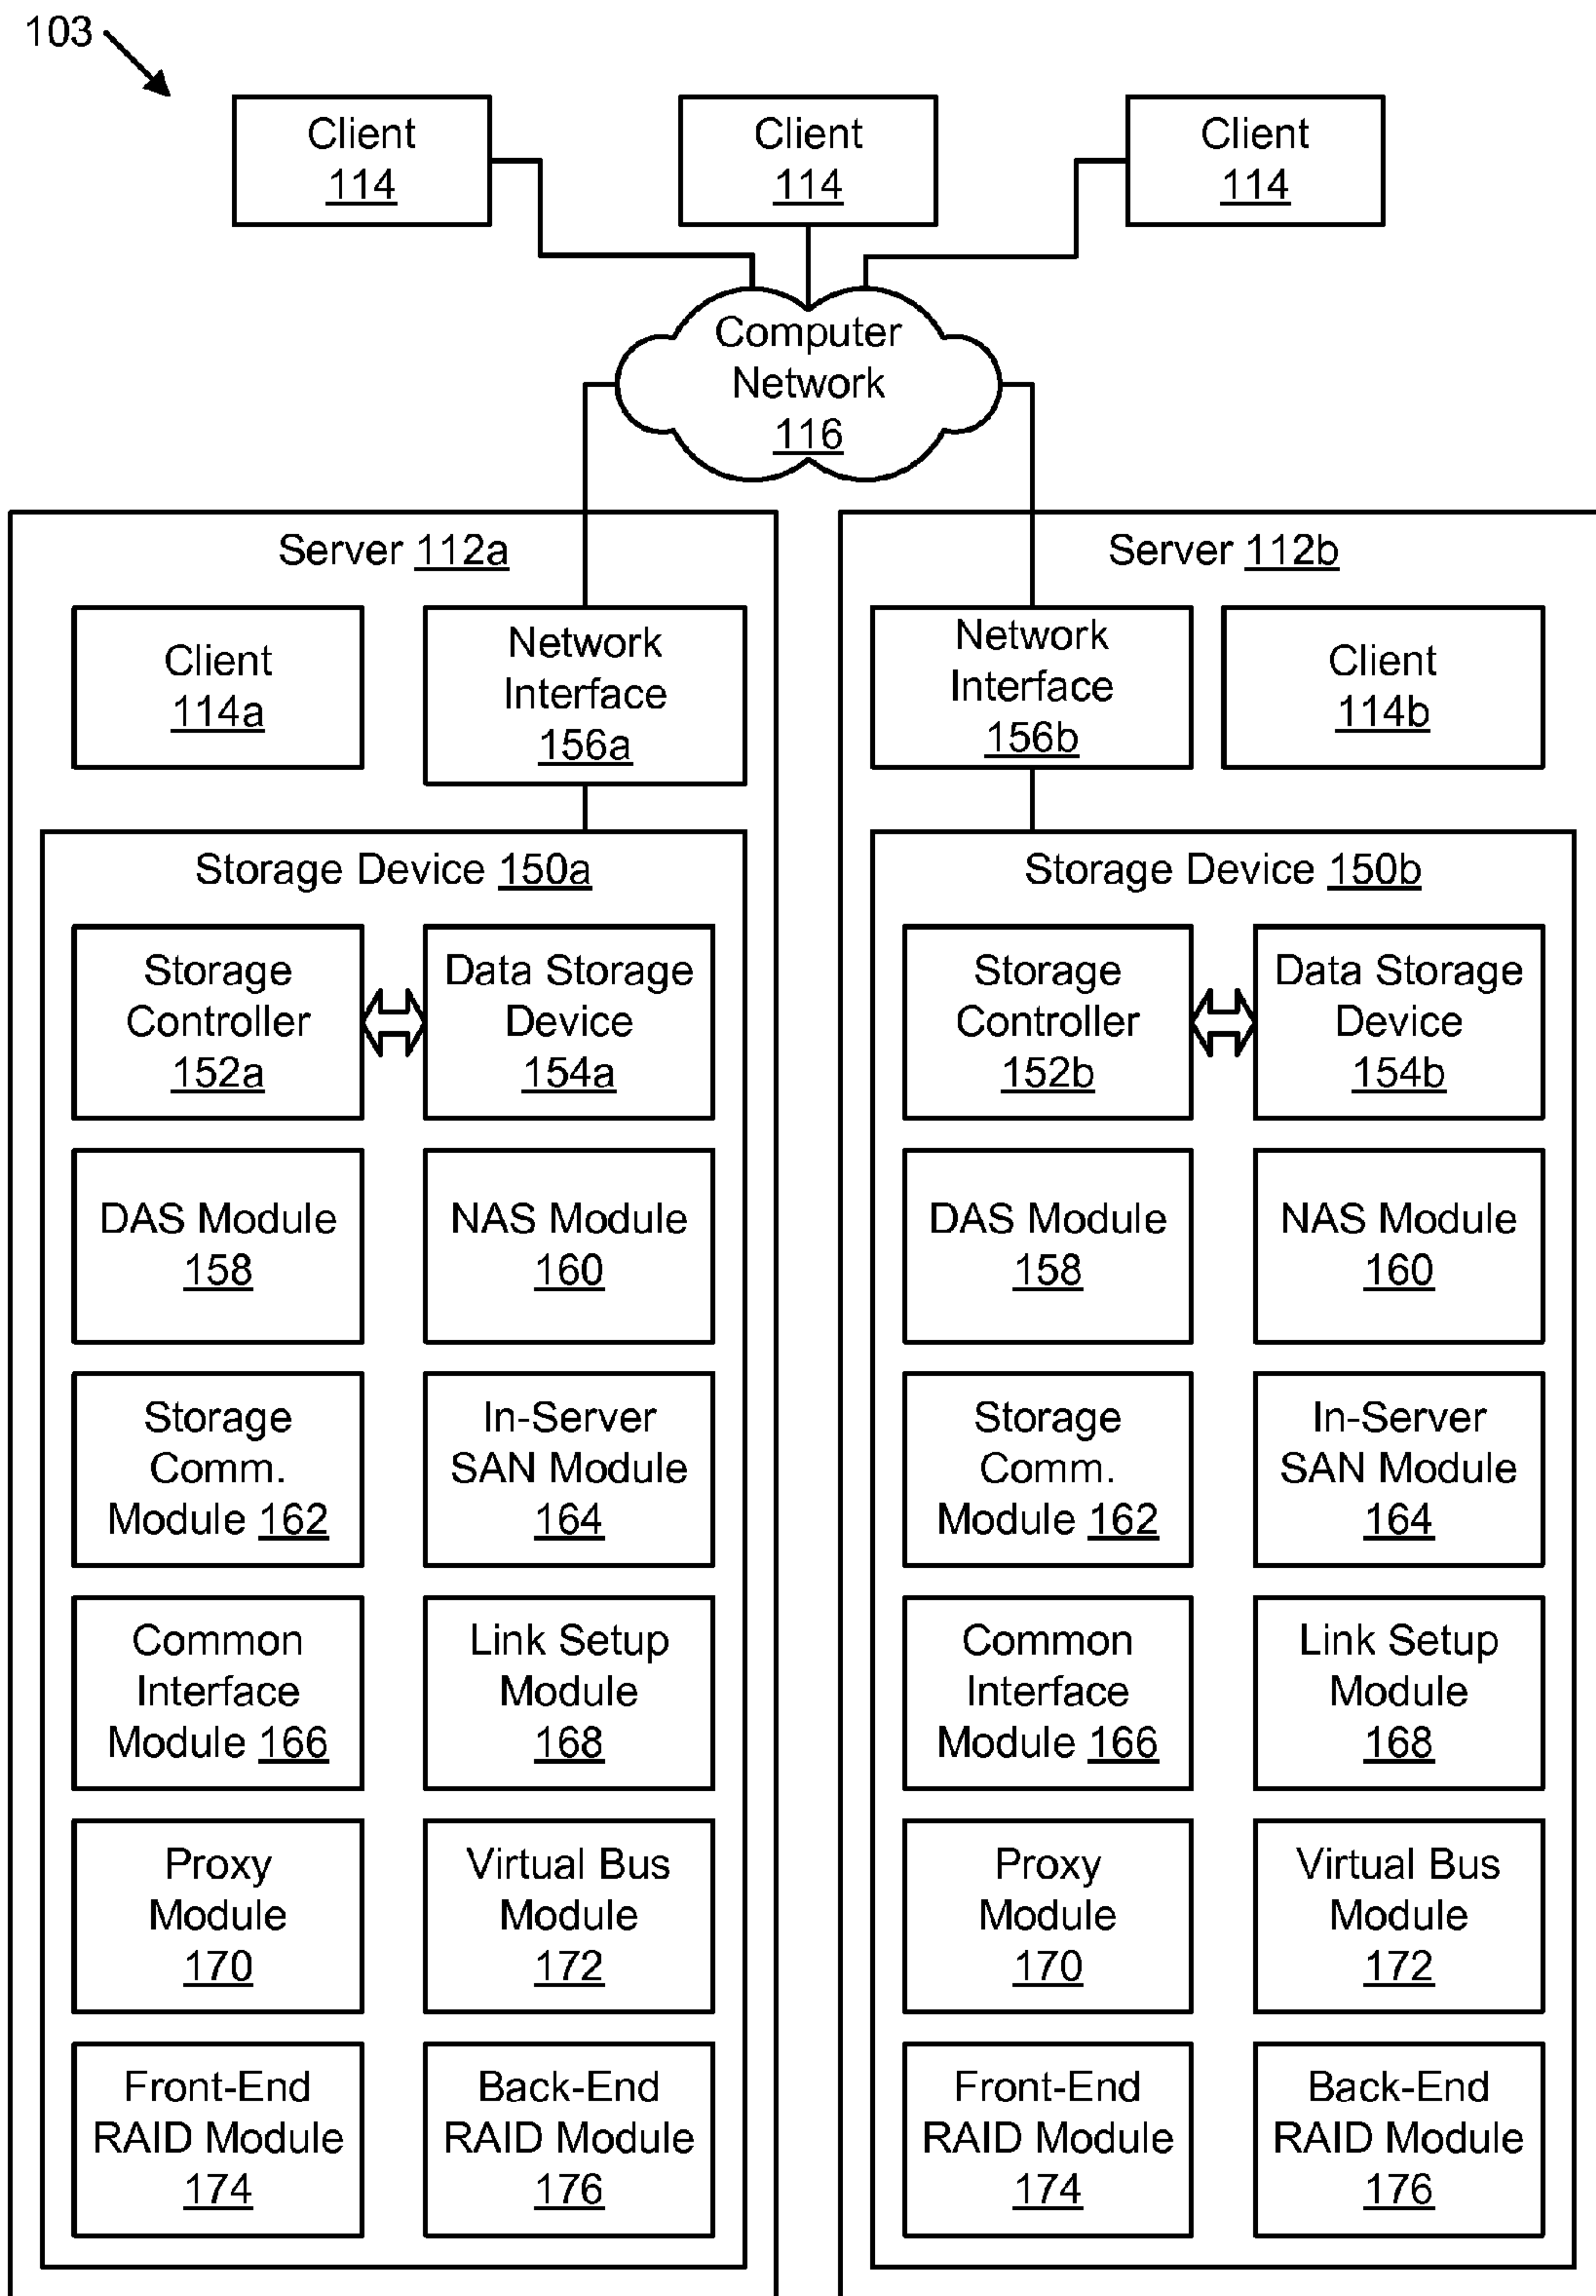 103
Client
114
Client
114
Client
114
Computer
Network
116
Server 112a
Client
114a
Network
Interface
156a
Storage Device 150a
Storage
Controller
152a
Data Storage
Device
154a
DAS Module
158
NAS Module
160
Storage
Comm.
Module 162
In-Server
SAN Module
164
Common
Interface
Module 166
Link Setup
Module
168
Proxy
Module
170
Virtual Bus
Module
172
Front-End
RAID Module
174
Back-End
RAID Module
176
Server 112b
Network
Interface
156b
Client
114b
Storage Device 150b
Storage
Controller
152b
Data Storage
Device
154b
DAS Module
158
NAS Module
160
Storage
Comm.
Module 162
In-Server
SAN Module
164
Common
Interface
Module 166
Link Setup
Module
168
Proxy
Module
170
Virtual Bus
Module
172
Front-End
RAID Module
174
Back-End
RAID Module
176